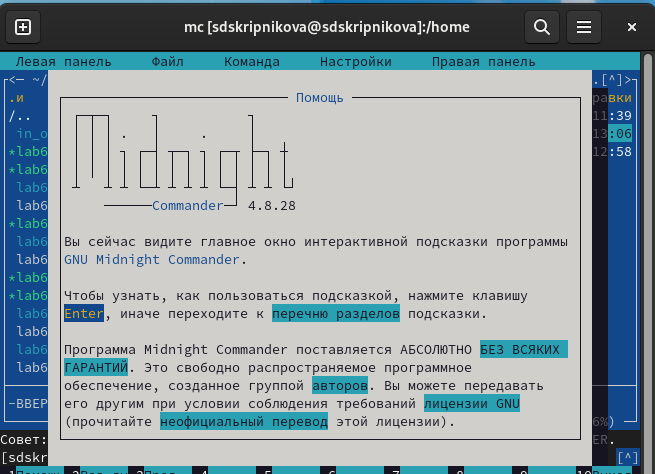 mc [sdskripnikova@sdskripnikova]:/home
Левая панель Файл Команда Настройки Правая панель
<─ ~/ .[^]>
.и равки
/.. 11:39
in_o 13:06
*lab6 12:58
*lab6
lab6
lab6
*lab6
lab6
lab6
*lab6
*lab6
lab6
lab6
lab6
lab6
Помощь
Midnight
Commander 4.8.28
Вы сейчас видите главное окно интерактивной подсказки программы
GNU Midnight Commander.
Чтобы узнать, как пользоваться подсказкой, нажмите клавишу
Enter, иначе переходите к перечню разделов подсказки.
Программа Midnight Commander поставляется АБСОЛЮТНО БЕЗ ВСЯКИХ
ГАРАНТИЙ. Это свободно распространяемое программное
обеспечение, созданное группой авторов. Вы можете передавать
его другим при условии соблюдения требований лицензии GNU
(прочитайте неофициальный перевод этой лицензии).
-ВВЕР
6%)
Совет: ER.
[sdskr [^]